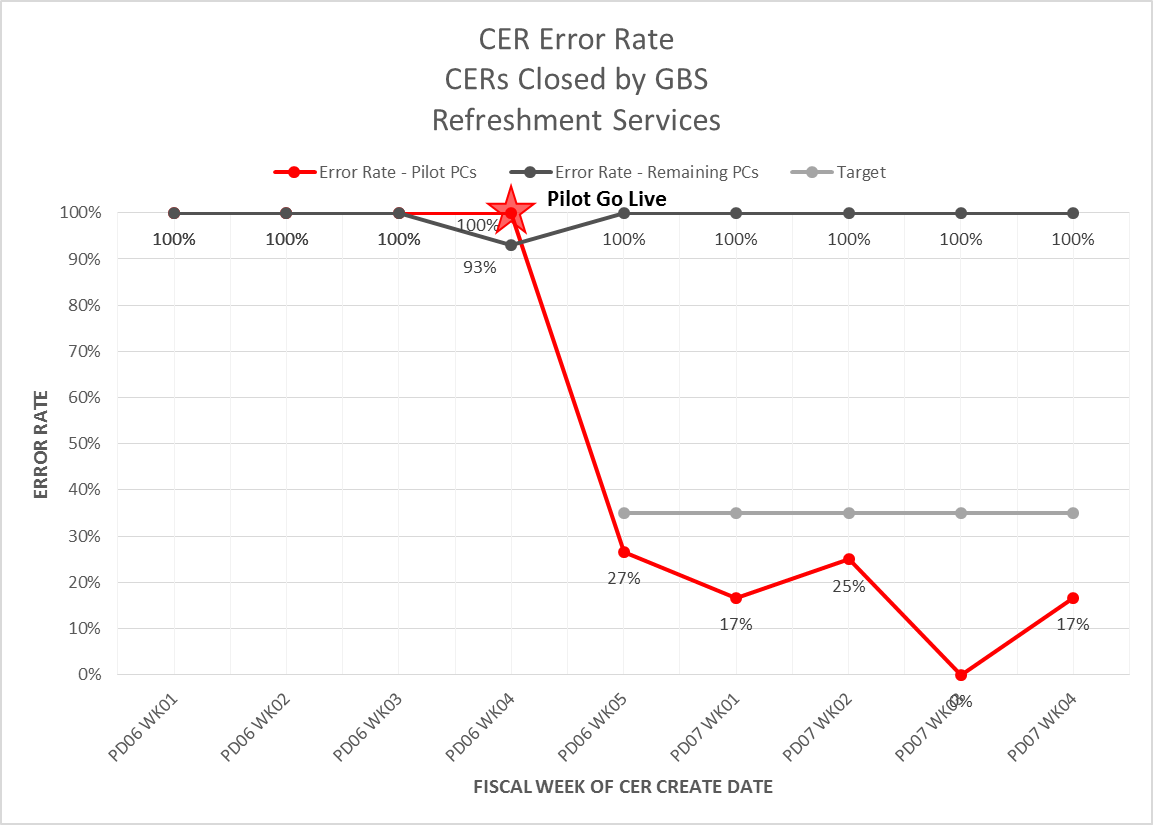 CER Error Rate
CERs Closed by GBS
Refreshment Services
Error Rate - Pilot PCs
Error Rate - Remaining PCs
Target
Pilot Go Live
100%
90%
80%
70%
60%
50%
40%
30%
20%
10%
0%
ERROR RATE
100%
100%
100%
100%
93%
100%
100%
100%
100%
100%
27%
17%
25%
0%
17%
PD06 WK01
PD06 WK02
PD06 WK03
PD06 WK04
PD06 WK05
PD07 WK01
PD07 WK02
PD07 WK03
PD07 WK04
FISCAL WEEK OF CER CREATE DATE